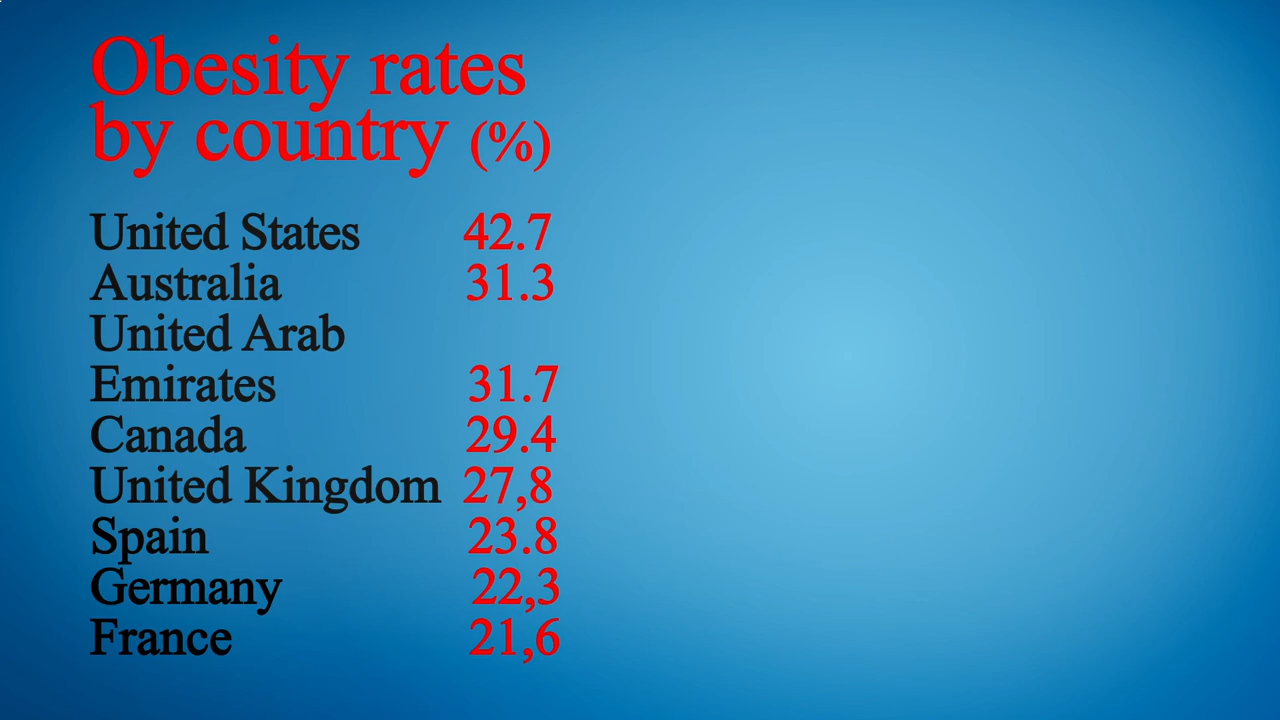 Obesity rates
by country (%)
United States 42.7
Australia 31.3
United Arab
Emirates 31.7
Canada 29.4
United Kingdom 27,8
Spain 23.8
Germany 22,3
France 21,6